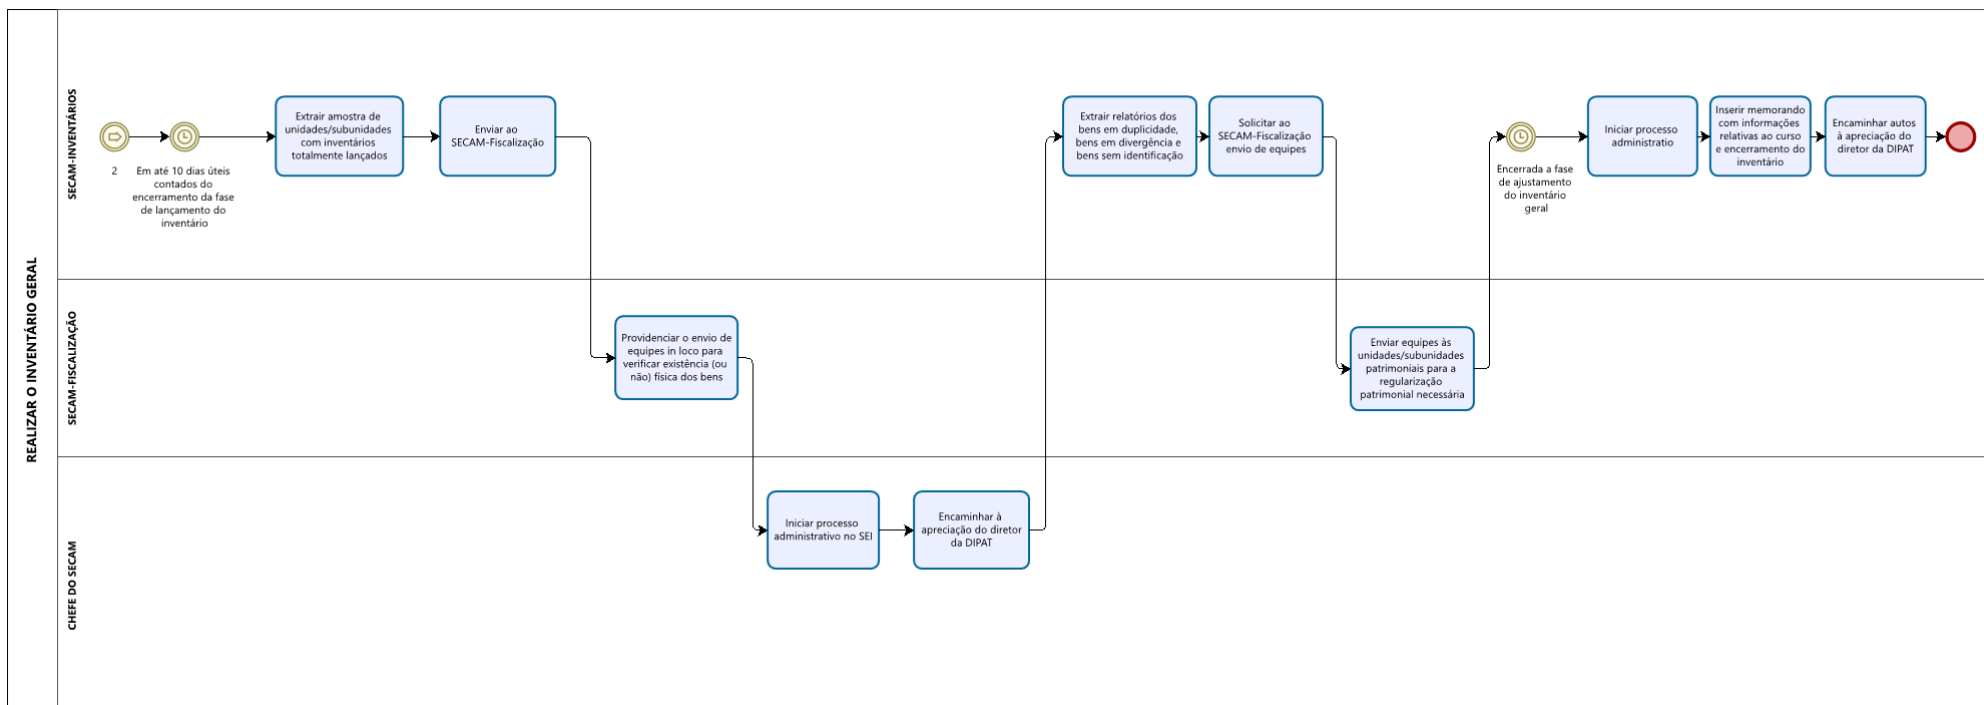 REALIZAR O INVENTÁRIO GERAL
SECAM-INVENTÁRIOS
2
Em até 10 dias úteis
contados do
encerramento da fase
de lançamento do
inventário
Extrair amostra de
unidades/subunidades
com inventários
totalmente lançados
Enviar ao
SECAM-Fiscalização
Extrair relatórios dos
bens em duplicidade,
bens em divergência e
bens sem identificação
Solicitar ao
SECAM-Fiscalização
envio de equipes
Encerrada a fase
de ajustamento
do inventário
geral
Iniciar processo
administratio
Inserir memorando
com informações
relativas ao curso
e encerramento do
inventário
Encaminhar autos
à apreciação do
diretor da DIPAT
SECAM-FISCALIZAÇÃO
Providenciar o envio de
equipes in loco para
verificar existência (ou
não) física dos bens
Enviar equipes às
unidades/subunidades
patrimoniais para a
regularização
patrimonial necessária
CHEFE DO SECAM
Iniciar processo
administrativo no SEI
Encaminhar à
apreciação do diretor
da DIPAT